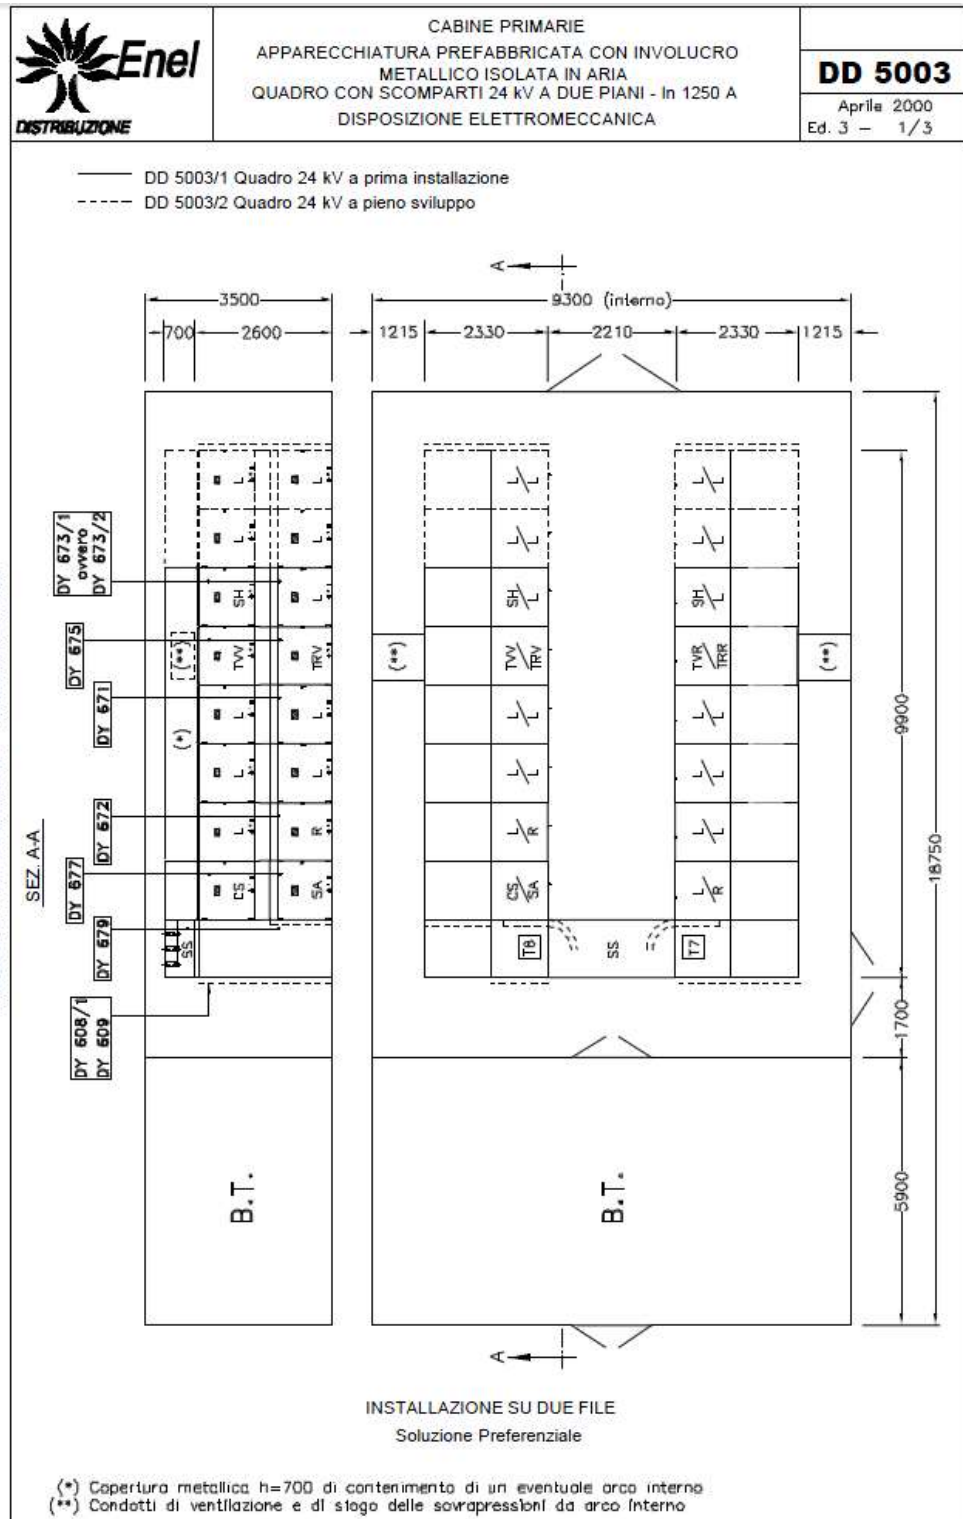 Enel
DISTRIBUZIONE
CABINE PRIMARIE
APPARECCHIATURA PREFABBRICATA CON INVOLUCRO
METALLICO ISOLATA IN ARIA
QUADRO CON SCOMPARTI 24 kV A DUE PIANI - In 1250 A
DISPOSIZIONE ELETTROMECCANICA
DD 5003
Aprile 2000
Ed. 3 - 1/3
DD 5003/1 Quadro 24 kV a prima installazione
DD 5003/2 Quadro 24 kV a pieno sviluppo
A
3500
9300 (interno)
700 2600
1215 2330 2210 2330 1215
L L
L/L L/L
L L
L/L L/L
DY 673/1
ovvero
DY 673/2
SH L
SH/L SH/L
DY 675
(**) TVV TRV
(**) TVV/TRV TVR/TRR (**)
DY 671
L L
L/L L/L
9900
(*)
L L
L/L L/L
DY 672
L R
L/R L/L
18750
SEZ. A-A
DY 677
CS SA
CS/SA L/R
DY 679
SS
T8 SS T7
DY 608/1
DY 609
1700
B.T.
B.T.
5900
A
INSTALLAZIONE SU DUE FILE
Soluzione Preferenziale
(*) Copertura metallica h=700 di contenimento di un eventuale arco interno
(**) Condotti di ventilazione e di sfogo delle sovrapressioni da arco interno